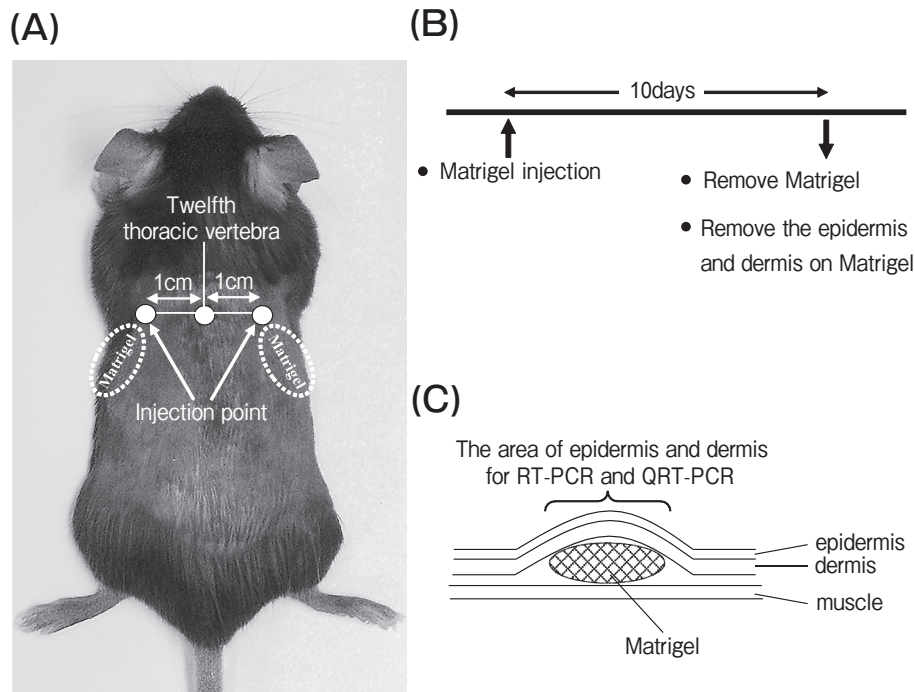 (A)
Twelfth
thoracic vertebra
1cm 1cm
Matrigel
Matrigel
Injection point
(B)
10days
• Matrigel injection
• Remove Matrigel
• Remove the epidermis
and dermis on Matrigel
(C)
The area of epidermis and dermis
for RT-PCR and QRT-PCR
epidermis
dermis
muscle
Matrigel